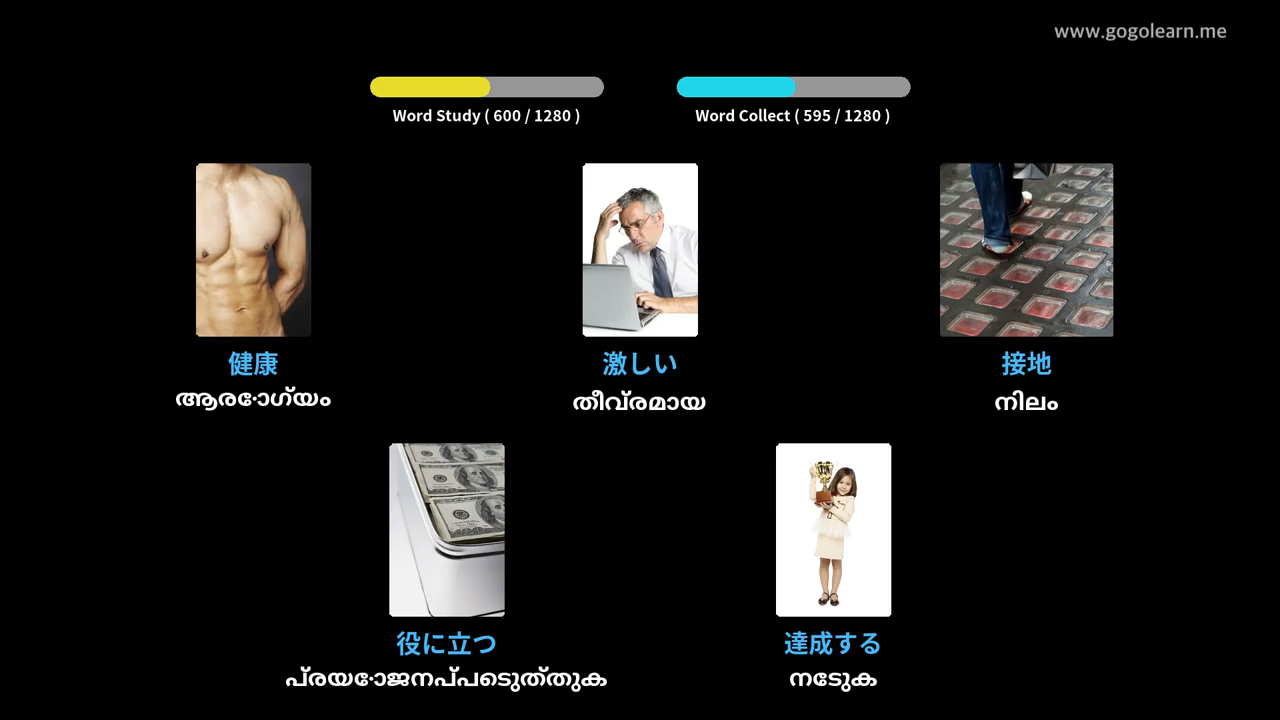 www.gogolearn.me
Word Study ( 600 / 1280 )
Word Collect ( 595 / 1280 )
健康
ആരോഗ്യം
激しい
തീവ്രമായ
接地
നിലം
役に立つ
പ്രയോജനപ്പെടുത്തുക
達成する
നേടുക